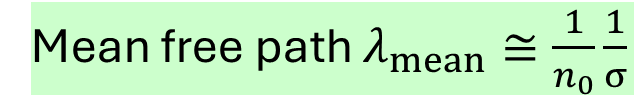 Mean free path λ_mean ≅ 1/n₀ 1/σ